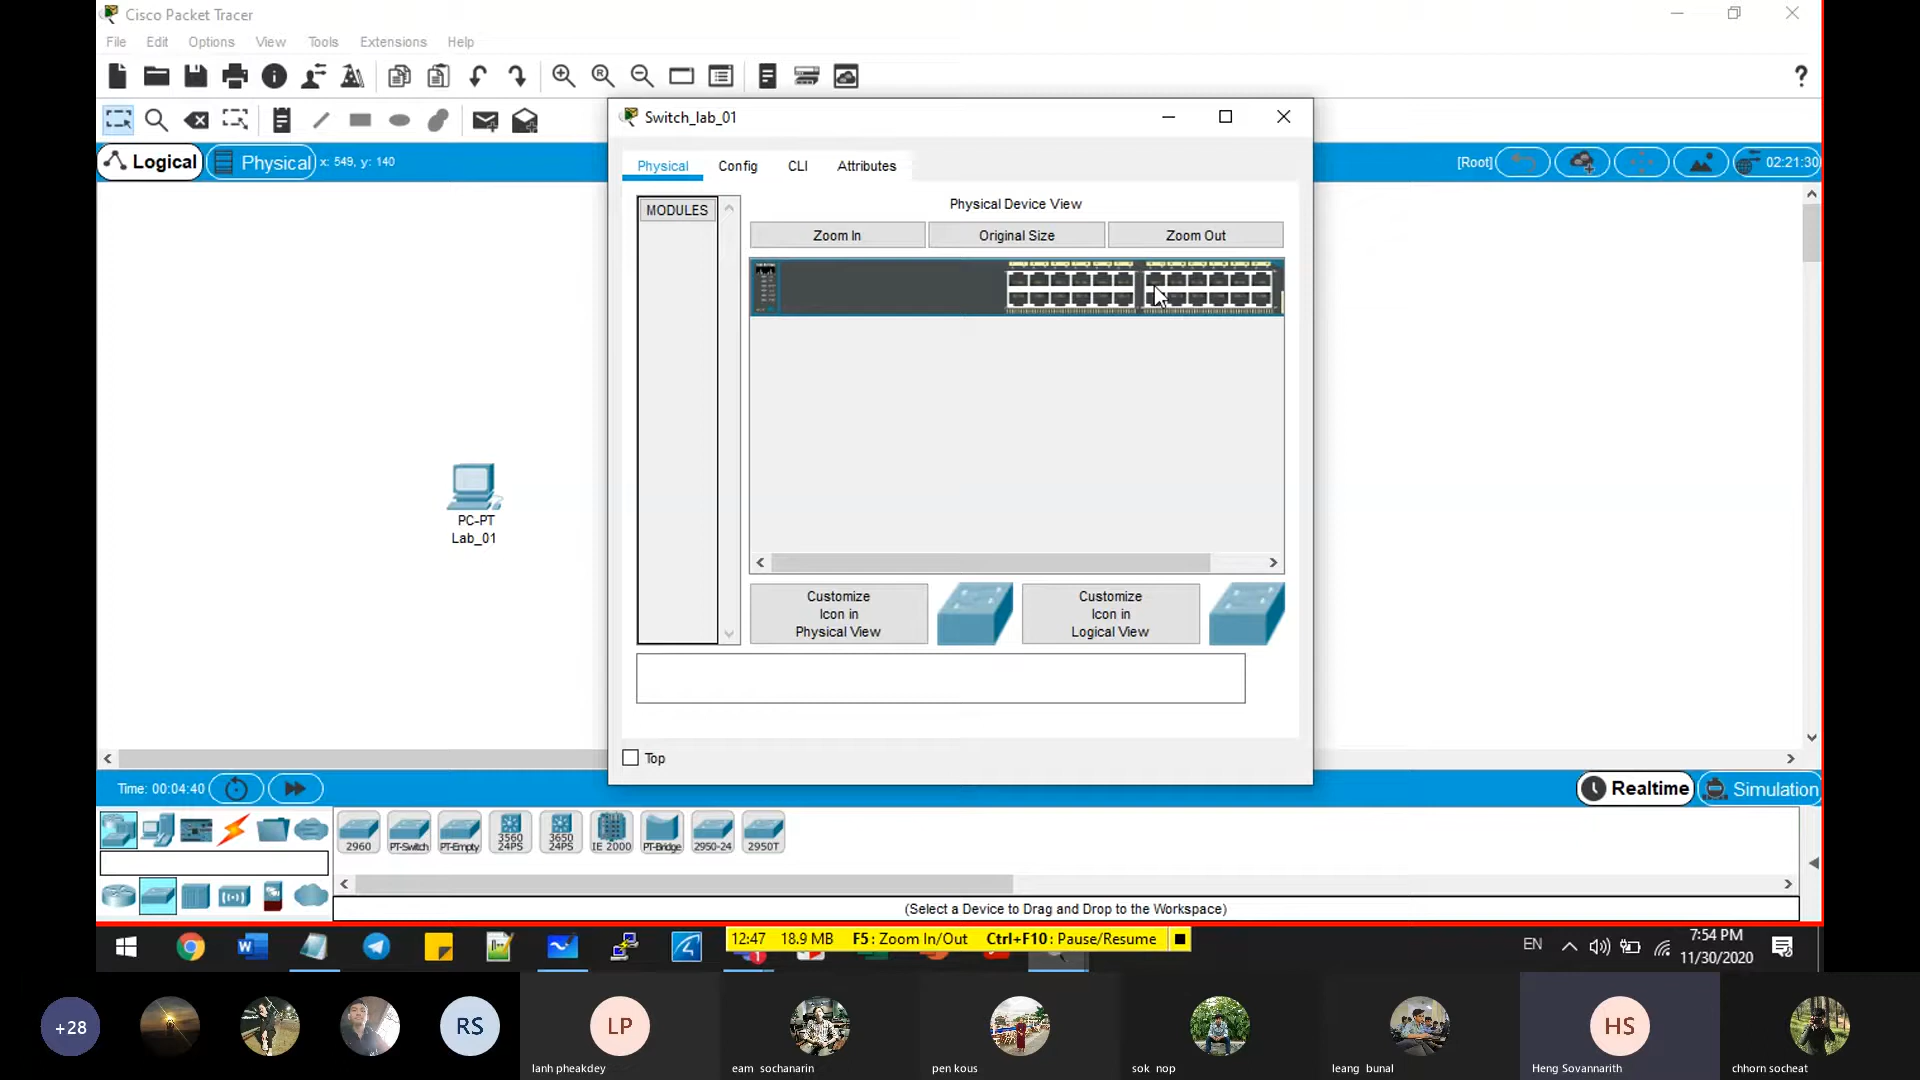 Cisco Packet Tracer
File Edit Options View Tools Extensions Help
?
Switch_lab_01
Logical Physical x: 549, y: 140
[Root] 02:21:30
Physical Config CLI Attributes
MODULES
Physical Device View
Zoom In Original Size Zoom Out
PC-PT
Lab_01
Customize
Icon in
Physical View
Customize
Icon in
Logical View
Top
Time: 00:04:40
Realtime Simulation
2960
PT-Switch
PT-Empty
3560
24PS
3650
24PS
IE 2000
PT-Bridge
2950-24
2950T
(Select a Device to Drag and Drop to the Workspace)
12:47 18.9 MB F5: Zoom In/Out Ctrl+F10: Pause/Resume
EN
7:54 PM
11/30/2020
+28
RS
LP
HS
lanh pheakdey
eam sochanarin
pen kous
sok nop
leang bunal
Heng Sovannarith
chhorn socheat